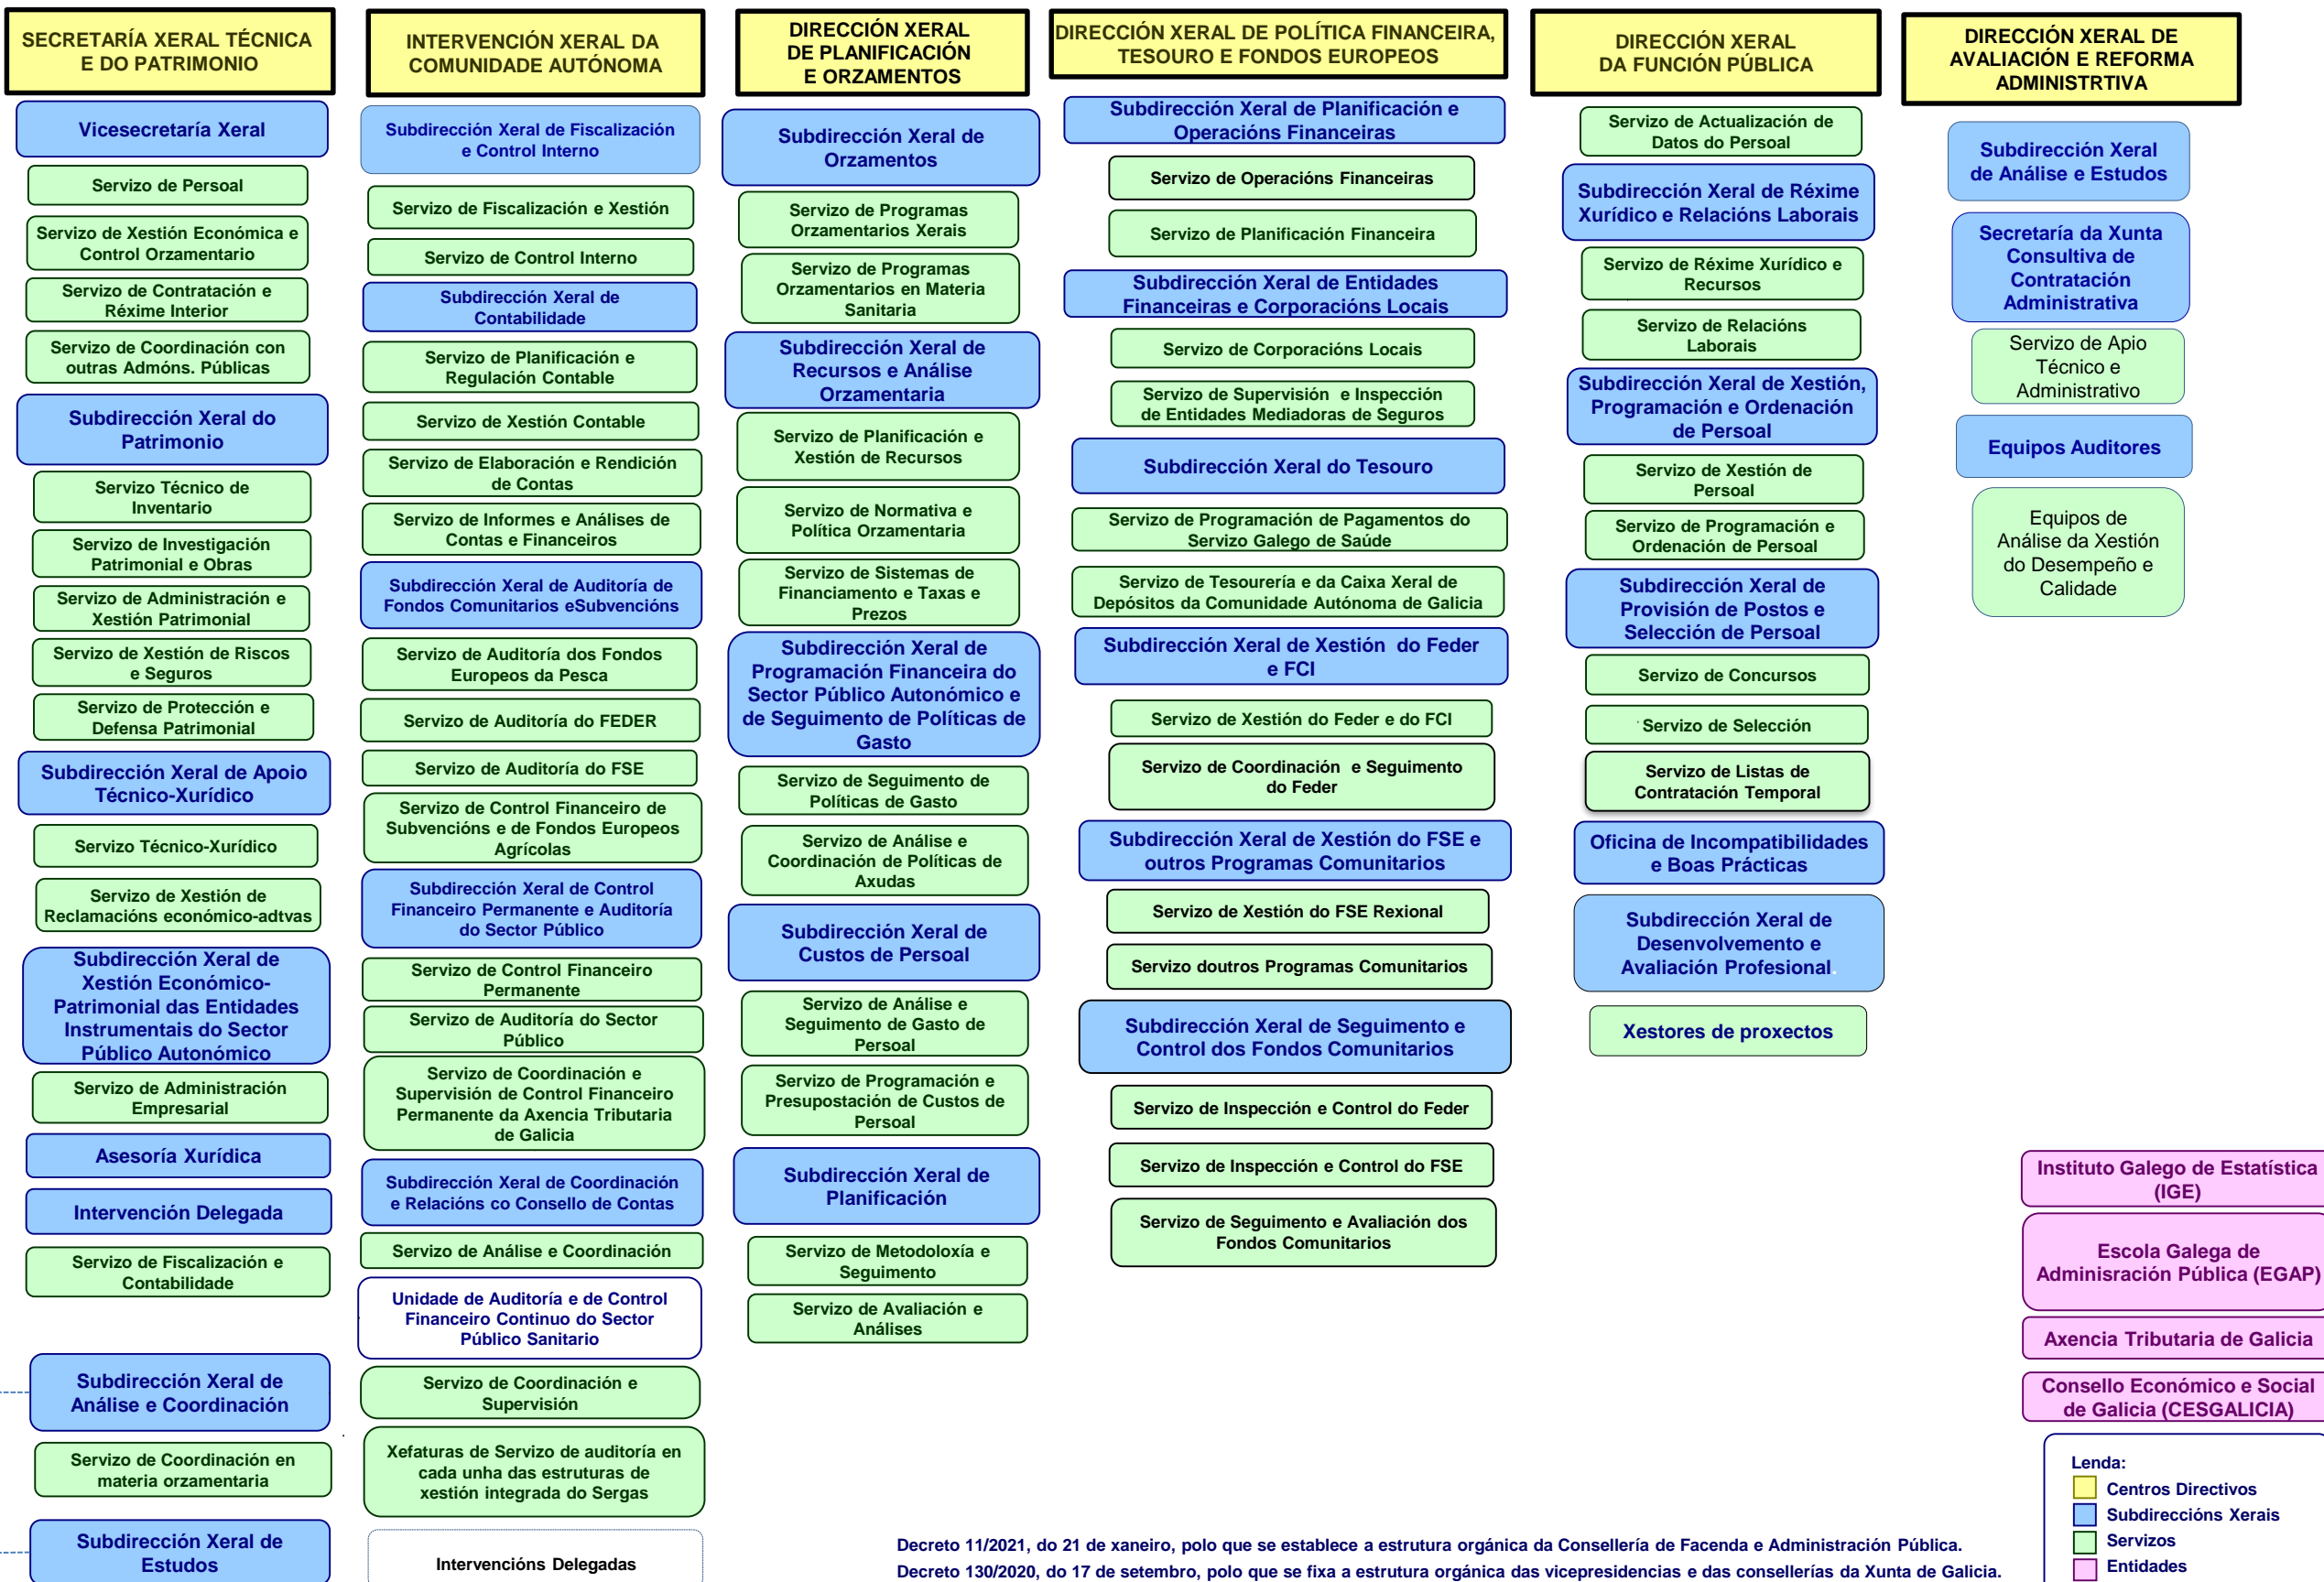 SECRETARÍA XERAL TÉCNICA
E DO PATRIMONIO
Vicesecretaría Xeral
Servizo de Persoal
Servizo de Xestión Económica e
Control Orzamentario
Servizo de Contratación e
Réxime Interior
Servizo de Coordinación con
outras Admóns. Públicas
Subdirección Xeral do
Patrimonio
Servizo Técnico de
Inventario
Servizo de Investigación
Patrimonial e Obras
Servizo de Administración e
Xestión Patrimonial
Servizo de Xestión de Riscos
e Seguros
Servizo de Protección e
Defensa Patrimonial
Subdirección Xeral de Apoio
Técnico-Xurídico
Servizo Técnico-Xurídico
Servizo de Xestión de
Reclamacións económico-adtvas
Subdirección Xeral de
Xestión Económico-
Patrimonial das Entidades
Instrumentais do Sector
Público Autonómico
Servizo de Administración
Empresarial
Asesoría Xurídica
Intervención Delegada
Servizo de Fiscalización e
Contabilidade
Subdirección Xeral de
Análise e Coordinación
Servizo de Coordinación en
materia orzamentaria
Subdirección Xeral de
Estudos
INTERVENCIÓN XERAL DA
COMUNIDADE AUTÓNOMA
Subdirección Xeral de Fiscalización
e Control Interno
Servizo de Fiscalización e Xestión
Servizo de Control Interno
Subdirección Xeral de
Contabilidade
Servizo de Planificación e
Regulación Contable
Servizo de Xestión Contable
Servizo de Elaboración e Rendición
de Contas
Servizo de Informes e Análises de
Contas e Financeiros
Subdirección Xeral de Auditoría de
Fondos Comunitarios eSubvencións
Servizo de Auditoría dos Fondos
Europeos da Pesca
Servizo de Auditoría do FEDER
Servizo de Auditoría do FSE
Servizo de Control Financeiro de
Subvencións e de Fondos Europeos
Agrícolas
Subdirección Xeral de Control
Financeiro Permanente e Auditoría
do Sector Público
Servizo de Control Financeiro
Permanente
Servizo de Auditoría do Sector
Público
Servizo de Coordinación e
Supervisión de Control Financeiro
Permanente da Axencia Tributaria
de Galicia
Subdirección Xeral de Coordinación
e Relacións co Consello de Contas
Servizo de Análise e Coordinación
Unidade de Auditoría e de Control
Financeiro Continuo do Sector
Público Sanitario
Servizo de Coordinación e
Supervisión
Xefaturas de Servizo de auditoría en
cada unha das estruturas de
xestión integrada do Sergas
Intervencións Delegadas
DIRECCIÓN XERAL
DE PLANIFICACIÓN
E ORZAMENTOS
Subdirección Xeral de
Orzamentos
Servizo de Programas
Orzamentarios Xerais
Servizo de Programas
Orzamentarios en Materia
Sanitaria
Subdirección Xeral de
Recursos e Análise
Orzamentaria
Servizo de Planificación e
Xestión de Recursos
Servizo de Normativa e
Política Orzamentaria
Servizo de Sistemas de
Financiamento e Taxas e
Prezos
Subdirección Xeral de
Programación Financeira do
Sector Público Autonómico e
de Seguimento de Políticas de
Gasto
Servizo de Seguimento de
Políticas de Gasto
Servizo de Análise e
Coordinación de Políticas de
Axudas
Subdirección Xeral de
Custos de Persoal
Servizo de Análise e
Seguimento de Gasto de
Persoal
Servizo de Programación e
Presupostación de Custos de
Persoal
Subdirección Xeral de
Planificación
Servizo de Metodoloxía e
Seguimento
Servizo de Avaliación e
Análises
DIRECCIÓN XERAL DE POLÍTICA FINANCEIRA,
TESOURO E FONDOS EUROPEOS
Subdirección Xeral de Planificación e
Operacións Financeiras
Servizo de Operacións Financeiras
Servizo de Planificación Financeira
Subdirección Xeral de Entidades
Financeiras e Corporacións Locais
Servizo de Corporacións Locais
Servizo de Supervisión e Inspección
de Entidades Mediadoras de Seguros
Subdirección Xeral do Tesouro
Servizo de Programación de Pagamentos do
Servizo Galego de Saúde
Servizo de Tesourería e da Caixa Xeral de
Depósitos da Comunidade Autónoma de Galicia
Subdirección Xeral de Xestión do Feder
e FCI
Servizo de Xestión do Feder e do FCI
Servizo de Coordinación e Seguimento
do Feder
Subdirección Xeral de Xestión do FSE e
outros Programas Comunitarios
Servizo de Xestión do FSE Rexional
Servizo doutros Programas Comunitarios
Subdirección Xeral de Seguimento e
Control dos Fondos Comunitarios
Servizo de Inspección e Control do Feder
Servizo de Inspección e Control do FSE
Servizo de Seguimento e Avaliación dos
Fondos Comunitarios
DIRECCIÓN XERAL
DA FUNCIÓN PÚBLICA
Servizo de Actualización de
Datos do Persoal
Subdirección Xeral de Réxime
Xurídico e Relacións Laborais
Servizo de Réxime Xurídico e
Recursos
Servizo de Relacións
Laborais
Subdirección Xeral de Xestión,
Programación e Ordenación
de Persoal
Servizo de Xestión de
Persoal
Servizo de Programación e
Ordenación de Persoal
Subdirección Xeral de
Provisión de Postos e
Selección de Persoal
Servizo de Concursos
Servizo de Selección
Servizo de Listas de
Contratación Temporal
Oficina de Incompatibilidades
e Boas Prácticas
Subdirección Xeral de
Desenvolvemento e
Avaliación Profesional.
Xestores de proxectos
DIRECCIÓN XERAL DE
AVALIACIÓN E REFORMA
ADMINISTRTIVA
Subdirección Xeral
de Análise e Estudos
Secretaría da Xunta
Consultiva de
Contratación
Administrativa
Servizo de Apio
Técnico e
Administrativo
Equipos Auditores
Equipos de
Análise da Xestión
do Desempeño e
Calidade
Instituto Galego de Estatística
(IGE)
Escola Galega de
Adminisración Pública (EGAP)
Axencia Tributaria de Galicia
Consello Económico e Social
de Galicia (CESGALICIA)
Lenda:
Centros Directivos
Subdireccións Xerais
Servizos
Entidades
Decreto 11/2021, do 21 de xaneiro, polo que se establece a estrutura orgánica da Consellería de Facenda e Administración Pública.
Decreto 130/2020, do 17 de setembro, polo que se fixa a estrutura orgánica das vicepresidencias e das consellerías da Xunta de Galicia.